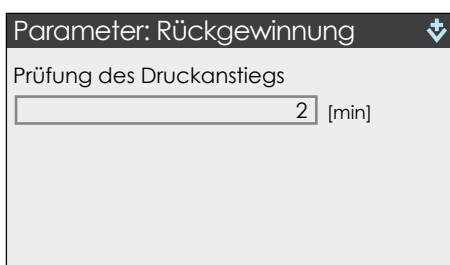 Parameter: Rückgewinnung
Prüfung des Druckanstiegs
2 [min]